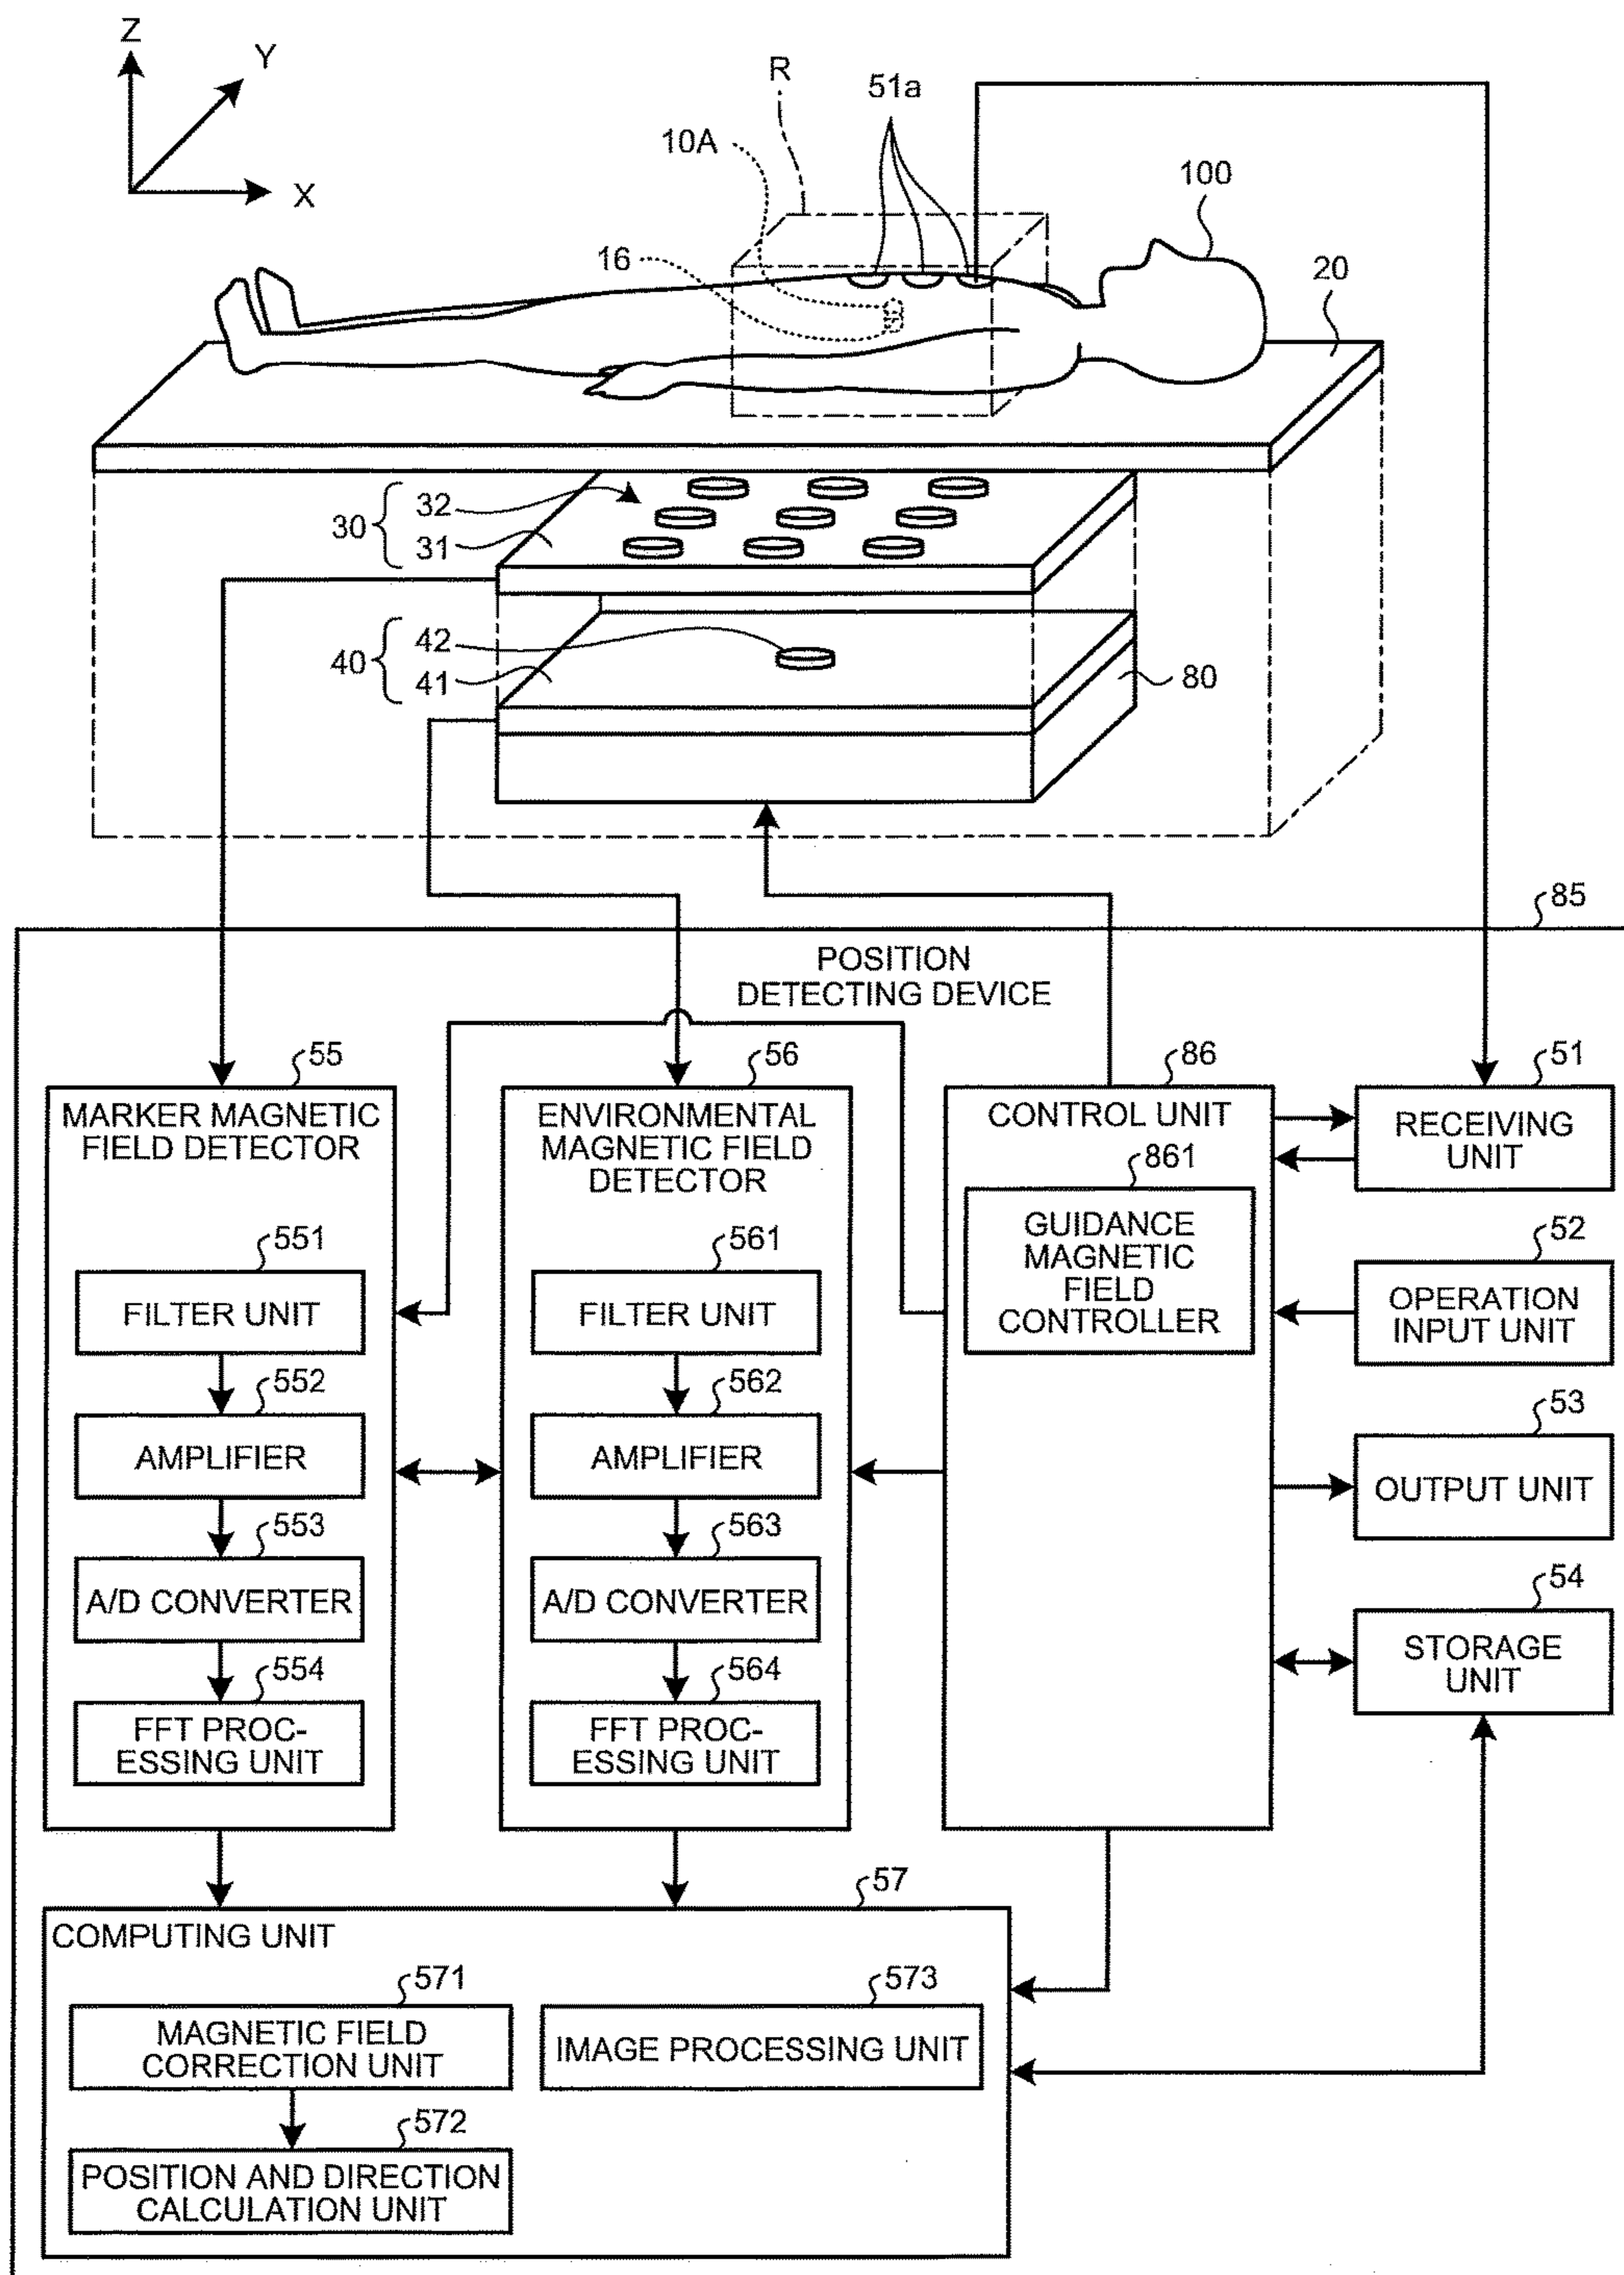 Z
Y
X
R
51a
10A
16
100
20
30
32
31
40
42
41
80
85
POSITION
DETECTING DEVICE
55
MARKER MAGNETIC
FIELD DETECTOR
551
FILTER UNIT
552
AMPLIFIER
553
A/D CONVERTER
554
FFT PROC-
ESSING UNIT
56
ENVIRONMENTAL
MAGNETIC FIELD
DETECTOR
561
FILTER UNIT
562
AMPLIFIER
563
A/D CONVERTER
564
FFT PROC-
ESSING UNIT
86
CONTROL UNIT
861
GUIDANCE
MAGNETIC
FIELD
CONTROLLER
51
RECEIVING
UNIT
52
OPERATION
INPUT UNIT
53
OUTPUT UNIT
54
STORAGE
UNIT
57
COMPUTING UNIT
571
MAGNETIC FIELD
CORRECTION UNIT
572
POSITION AND DIRECTION
CALCULATION UNIT
573
IMAGE PROCESSING UNIT